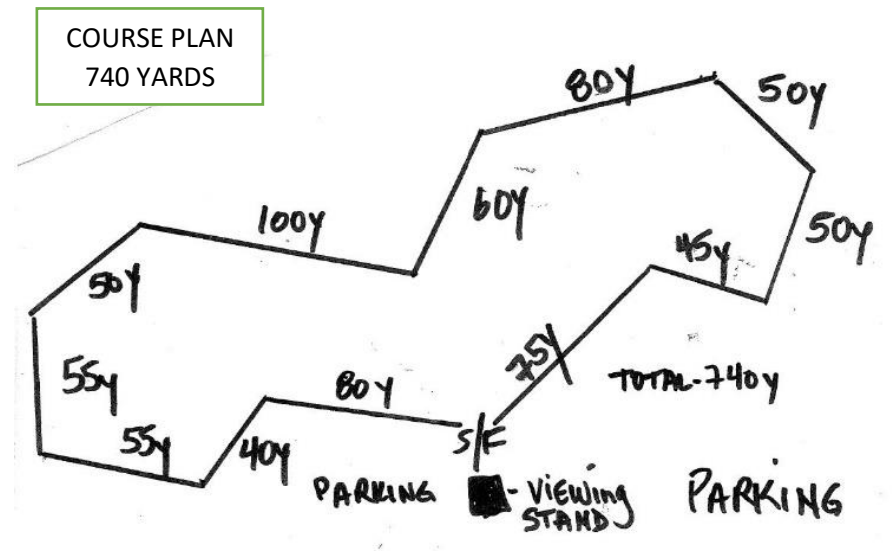 COURSE PLAN
740 YARDS
80y
50y
100y
60y
50y
45y
50y
55y
75y
80y
TOTAL-740y
55y
40y
S/F
PARKING
- Viewing
STAND
PARKING